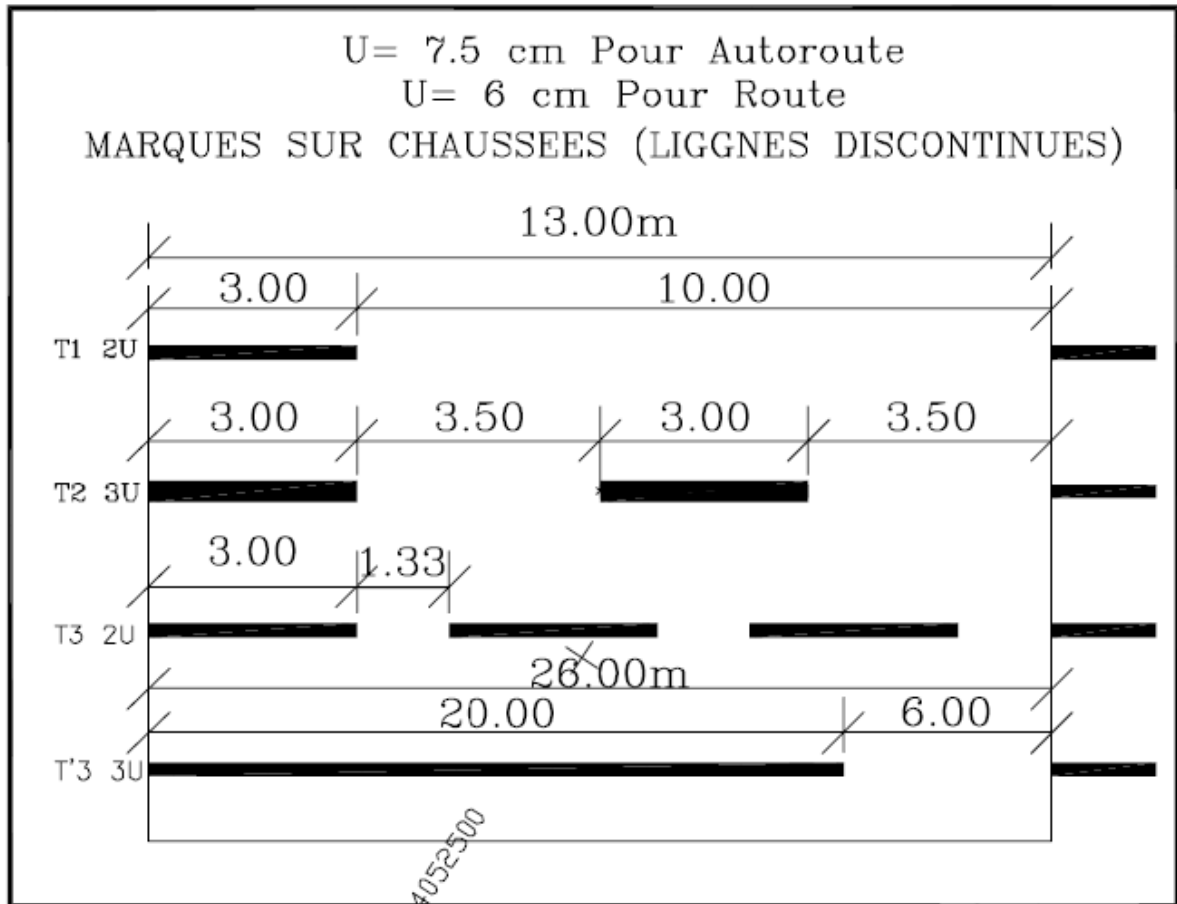 U= 7.5 cm Pour Autoroute
U= 6 cm Pour Route
MARQUES SUR CHAUSSEES (LIGGNES DISCONTINUES)
13.00m
3.00 10.00
T1 2U
3.00 3.50 3.00 3.50
T2 3U
3.00 1.33
T3 2U
26.00m
20.00 6.00
T'3 3U
4052500